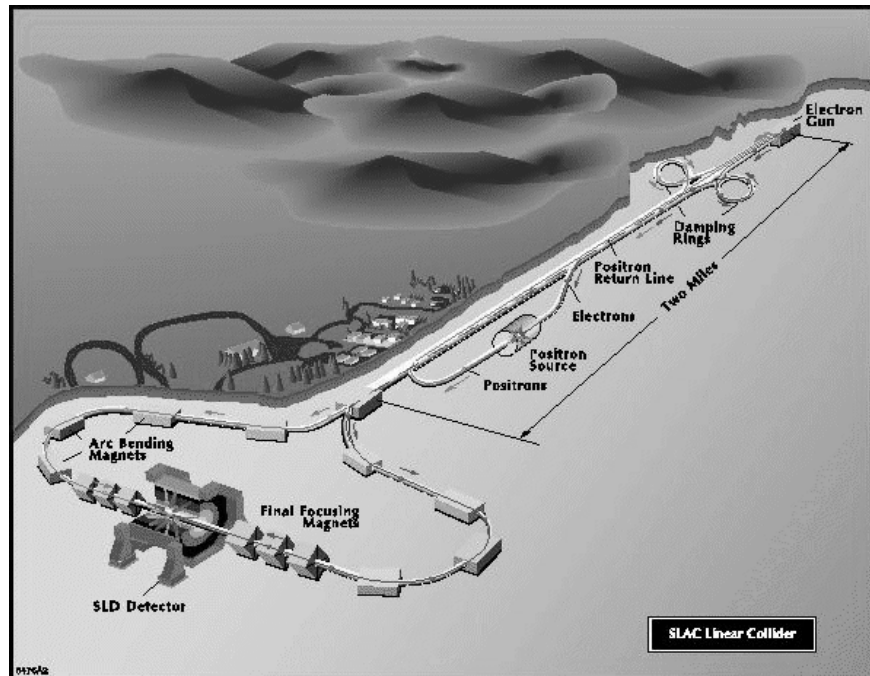 Electron
Gun
Damping
Rings
Positron
Return Line
Two Miles
Electrons
Positron
Source
Positrons
Arc Bending
Magnets
Final Focusing
Magnets
SLD Detector
SLAC Linear Collider